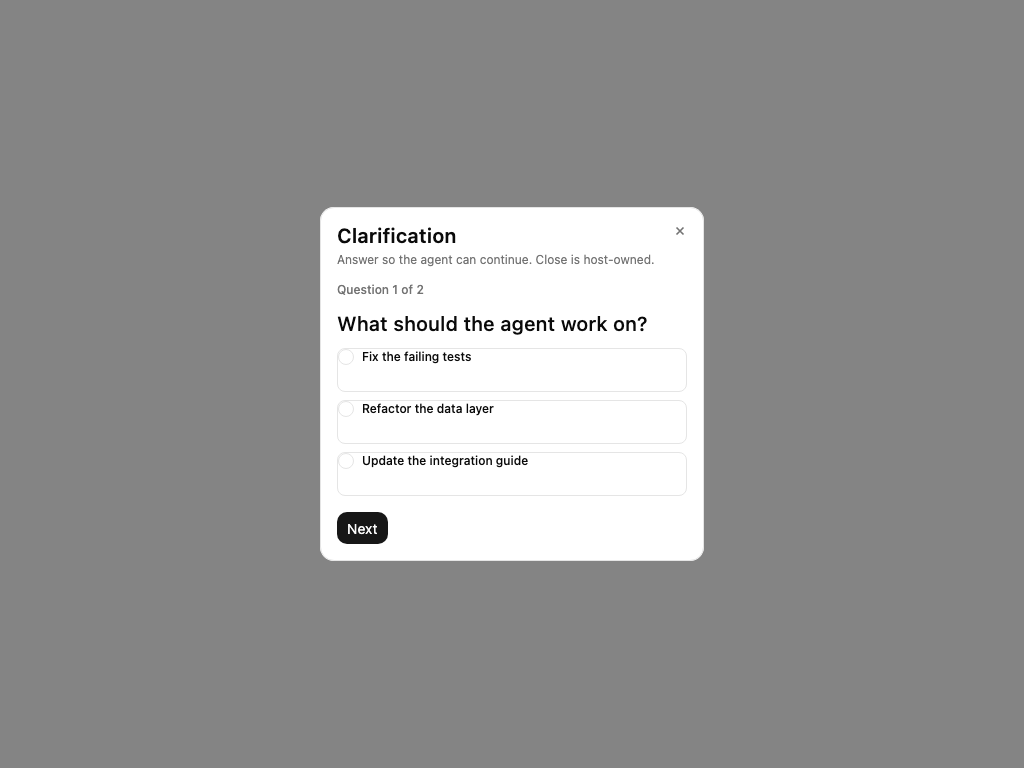 Clarification
Answer so the agent can continue. Close is host-owned.
Question 1 of 2
What should the agent work on?
Fix the failing tests
Refactor the data layer
Update the integration guide
Next